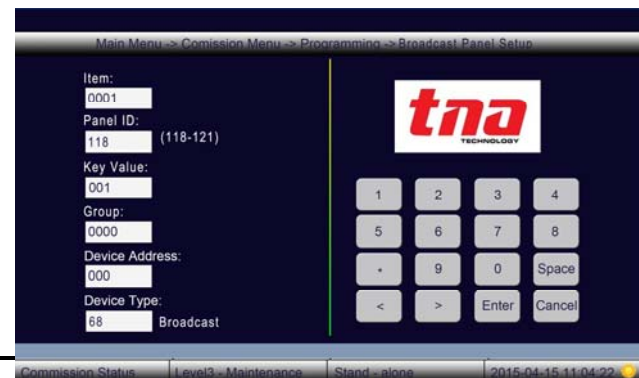 Main Menu -> Comission Menu -> Programming -> Broadcast Panel Setup
Item:
0001
Panel ID:
118 (118-121)
Key Value:
001
Group:
0000
Device Address:
000
Device Type:
68 Broadcast
tna
TECHNOLOGY
1 2 3 4
5 6 7 8
* 9 0 Space
< > Enter Cancel
Commission Status Level3 - Maintenance Stand - alone 2015-04-15 11:04:22